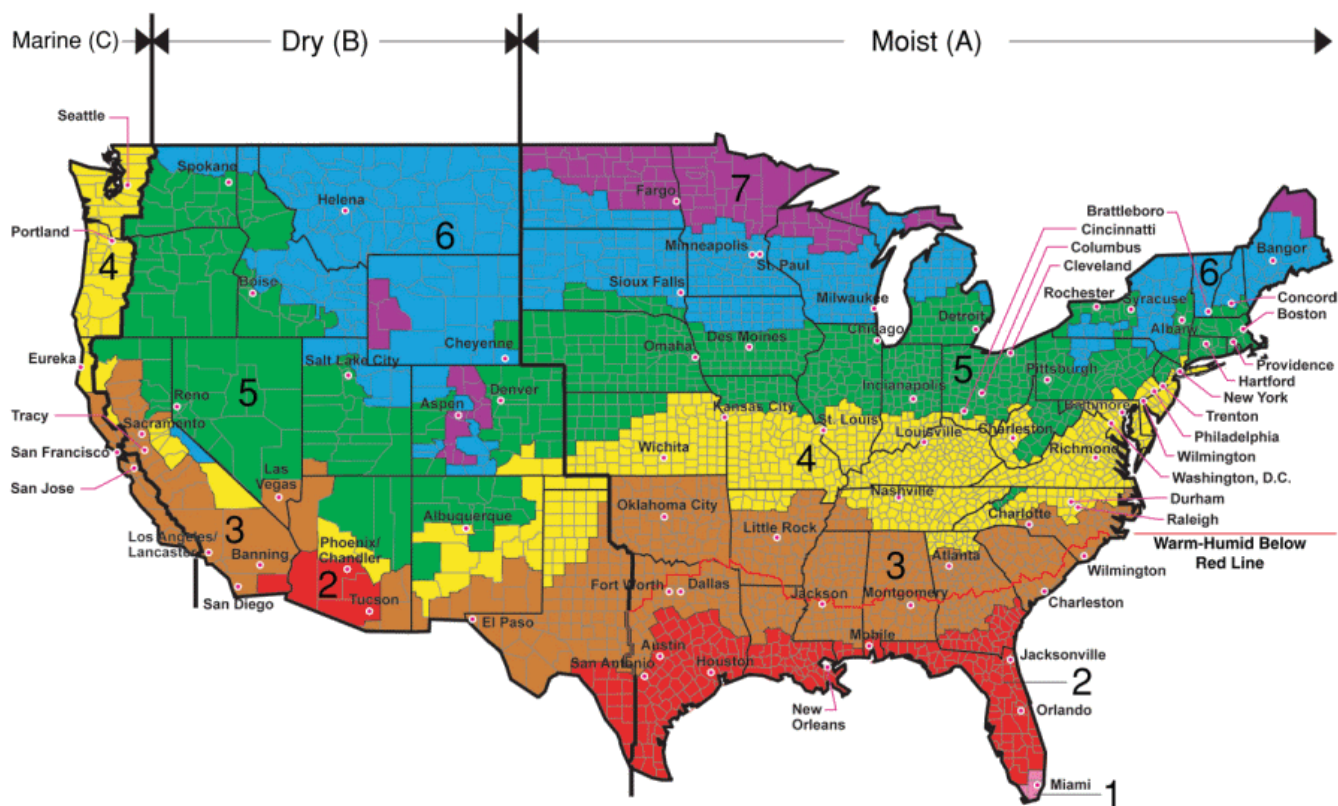 Marine (C)
Dry (B)
Moist (A)
Seattle
Spokane
Helena
6
Fargo
7
Portland
4
Boise
Minneapolis
St. Paul
Sioux Falls
Milwaukee
Brattleboro
Cincinnatti
Columbus
Cleveland
Rochester
Syracuse
6
Bangor
Concord
Boston
Albany
Detroit
Chicago
Des Moines
Omaha
Eureka
Salt Lake City
Cheyenne
Reno
5
Aspen
Denver
Indianapolis
5
Pittsburgh
Providence
Hartford
New York
Trenton
Philadelphia
Wilmington
Washington, D.C.
Baltimore
Tracy
Sacramento
San Francisco
San Jose
Kansas City
St. Louis
Louisville
Charleston
Richmond
Wichita
4
Las
Vegas
3
Albuquerque
Oklahoma City
Nashville
Durham
Raleigh
Charlotte
Little Rock
Los Angeles/
Lancaster
Banning
Phoenix/
Chandler
2
Tucson
San Diego
El Paso
Fort Worth
Dallas
Jackson
3
Montgomery
Atlanta
Warm-Humid Below
Red Line
Wilmington
Charleston
Mobile
Austin
San Antonio
Houston
New
Orleans
Jacksonville
2
Orlando
Miami
1